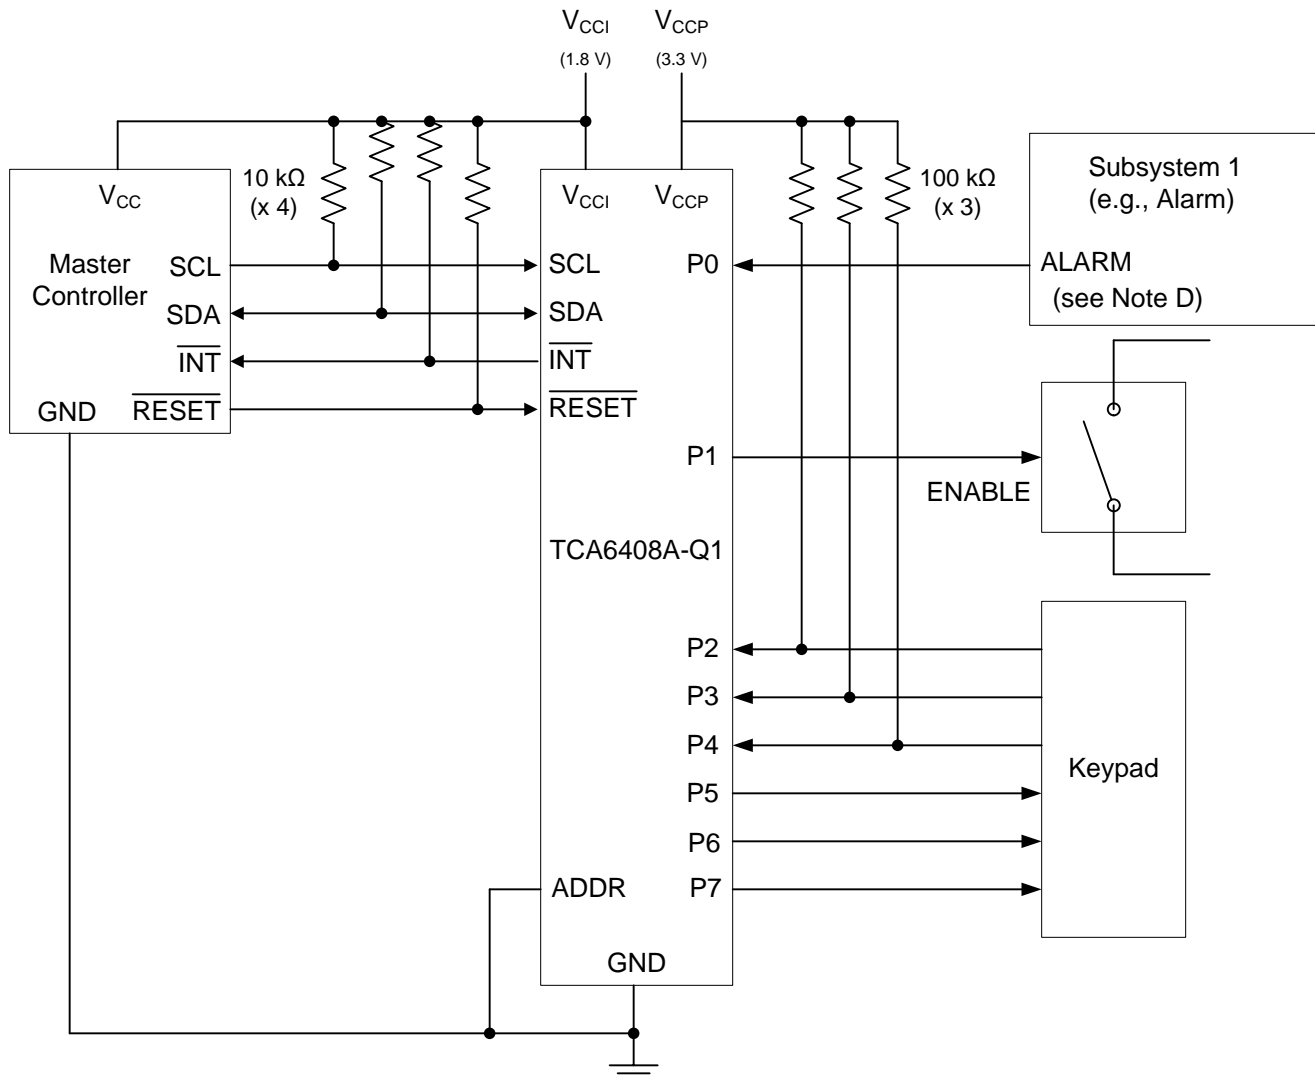 VCCI
(1.8 V)
VCCP
(3.3 V)
VCC
10 kΩ
(x 4)
VCCI
VCCP
100 kΩ
(x 3)
Subsystem 1
(e.g., Alarm)
Master
Controller
SCL
SDA
INT
RESET
GND
SCL
SDA
INT
RESET
P0
ALARM
(see Note D)
P1
ENABLE
TCA6408A-Q1
P2
P3
P4
P5
P6
P7
Keypad
ADDR
GND